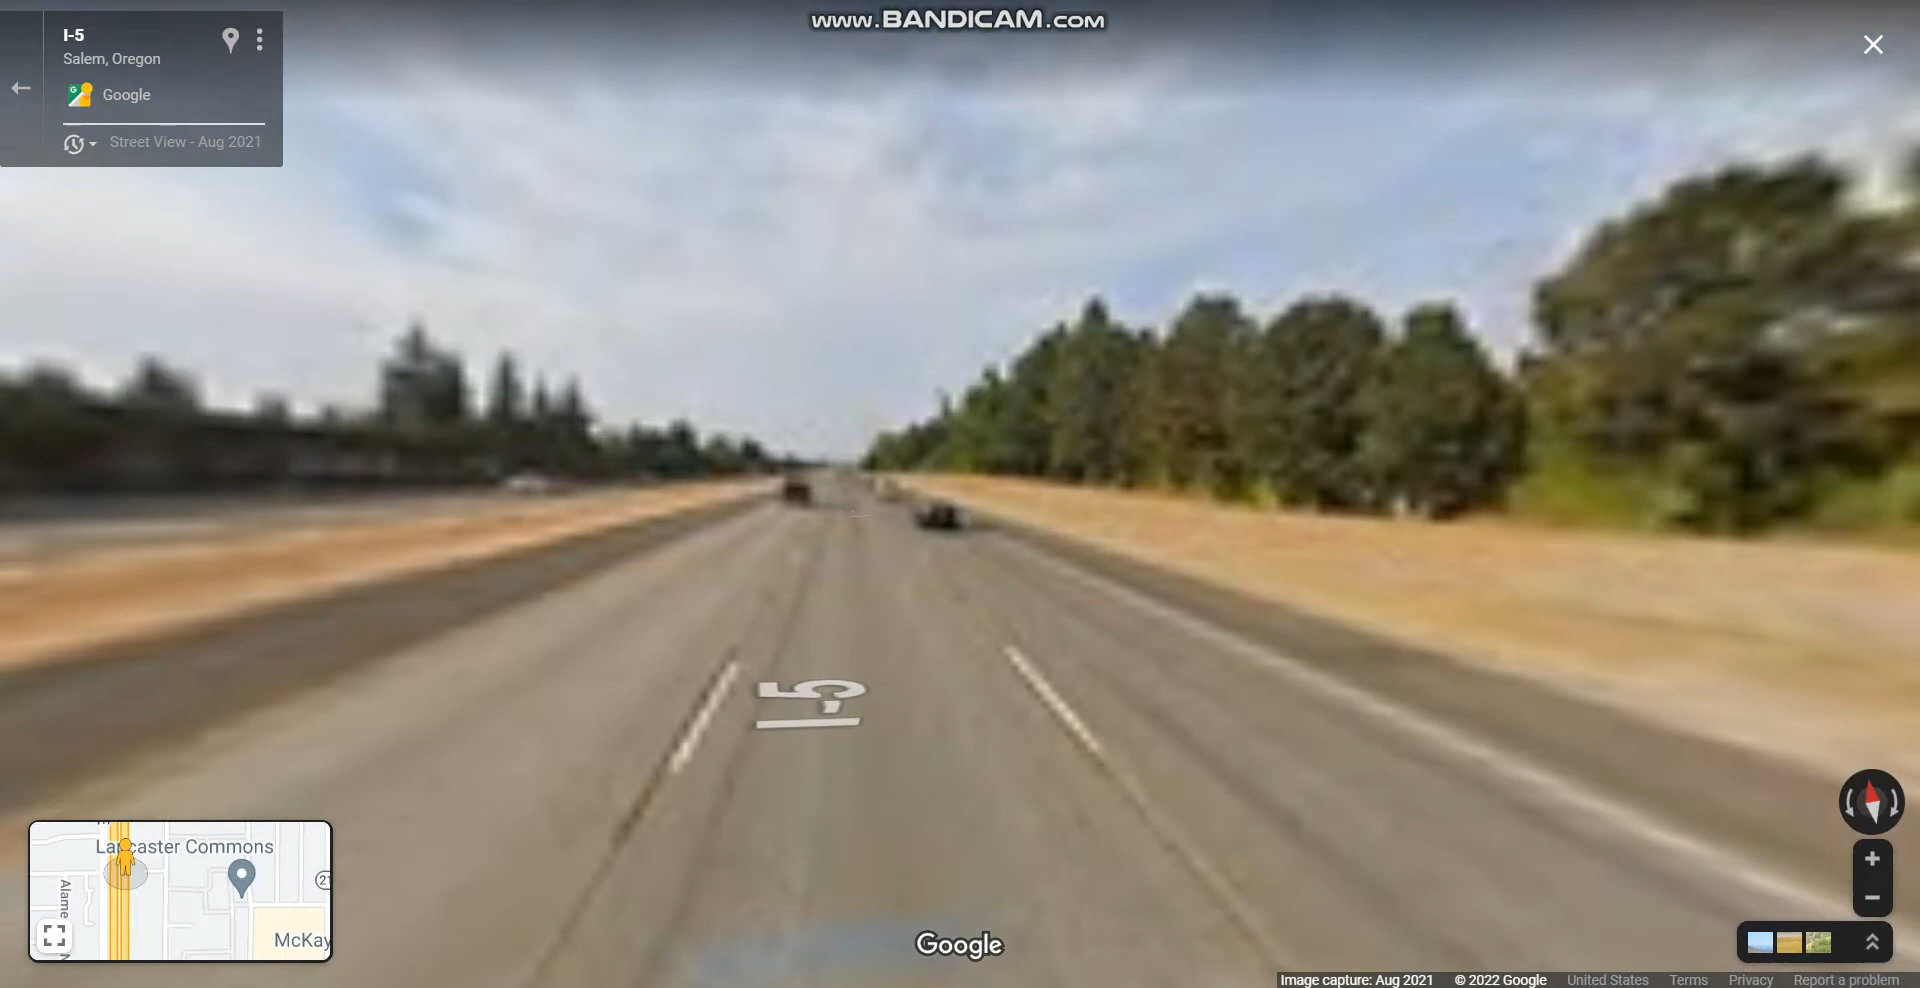 www.BANDICAM.com
I-5
Salem, Oregon
Google
Street View - Aug 2021
I-5
Lancaster Commons
Alame
McKay
Google
Image capture: Aug 2021 © 2022 Google United States Terms Privacy Report a problem